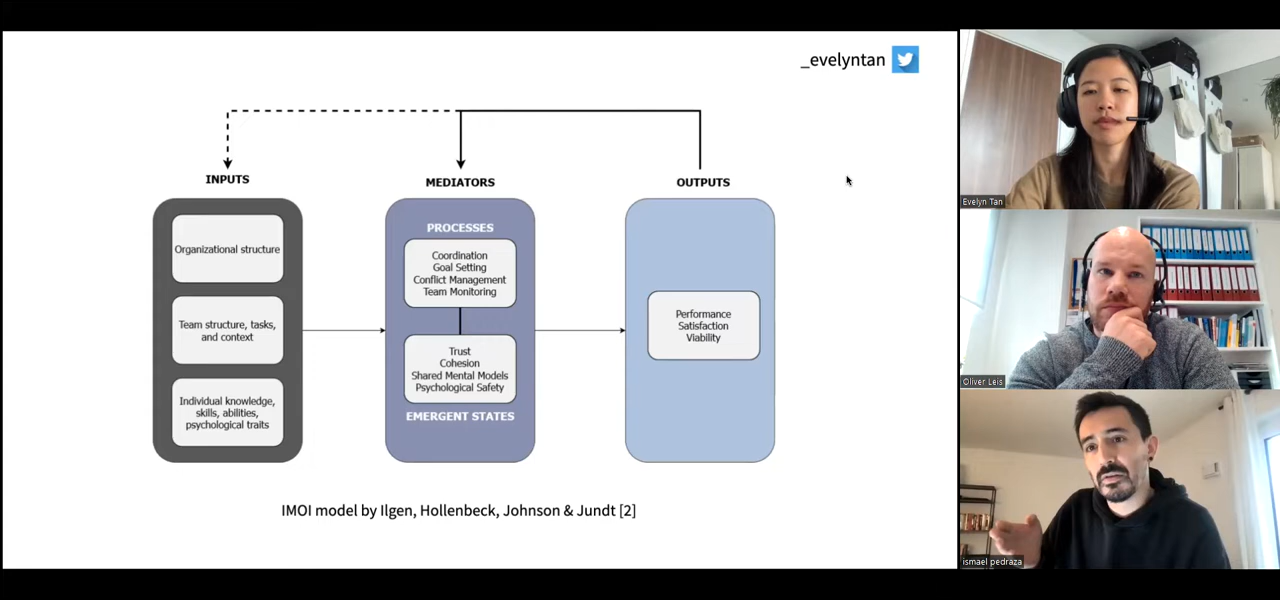 _evelyntan
INPUTS
MEDIATORS
OUTPUTS
Organizational structure
Team structure, tasks,
and context
Individual knowledge,
skills, abilities,
psychological traits
PROCESSES
Coordination
Goal Setting
Conflict Management
Team Monitoring
Trust
Cohesion
Shared Mental Models
Psychological Safety
EMERGENT STATES
Performance
Satisfaction
Viability
IMOI model by Ilgen, Hollenbeck, Johnson & Jundt [2]
Evelyn Tan
Oliver Leis
ismael pedraza